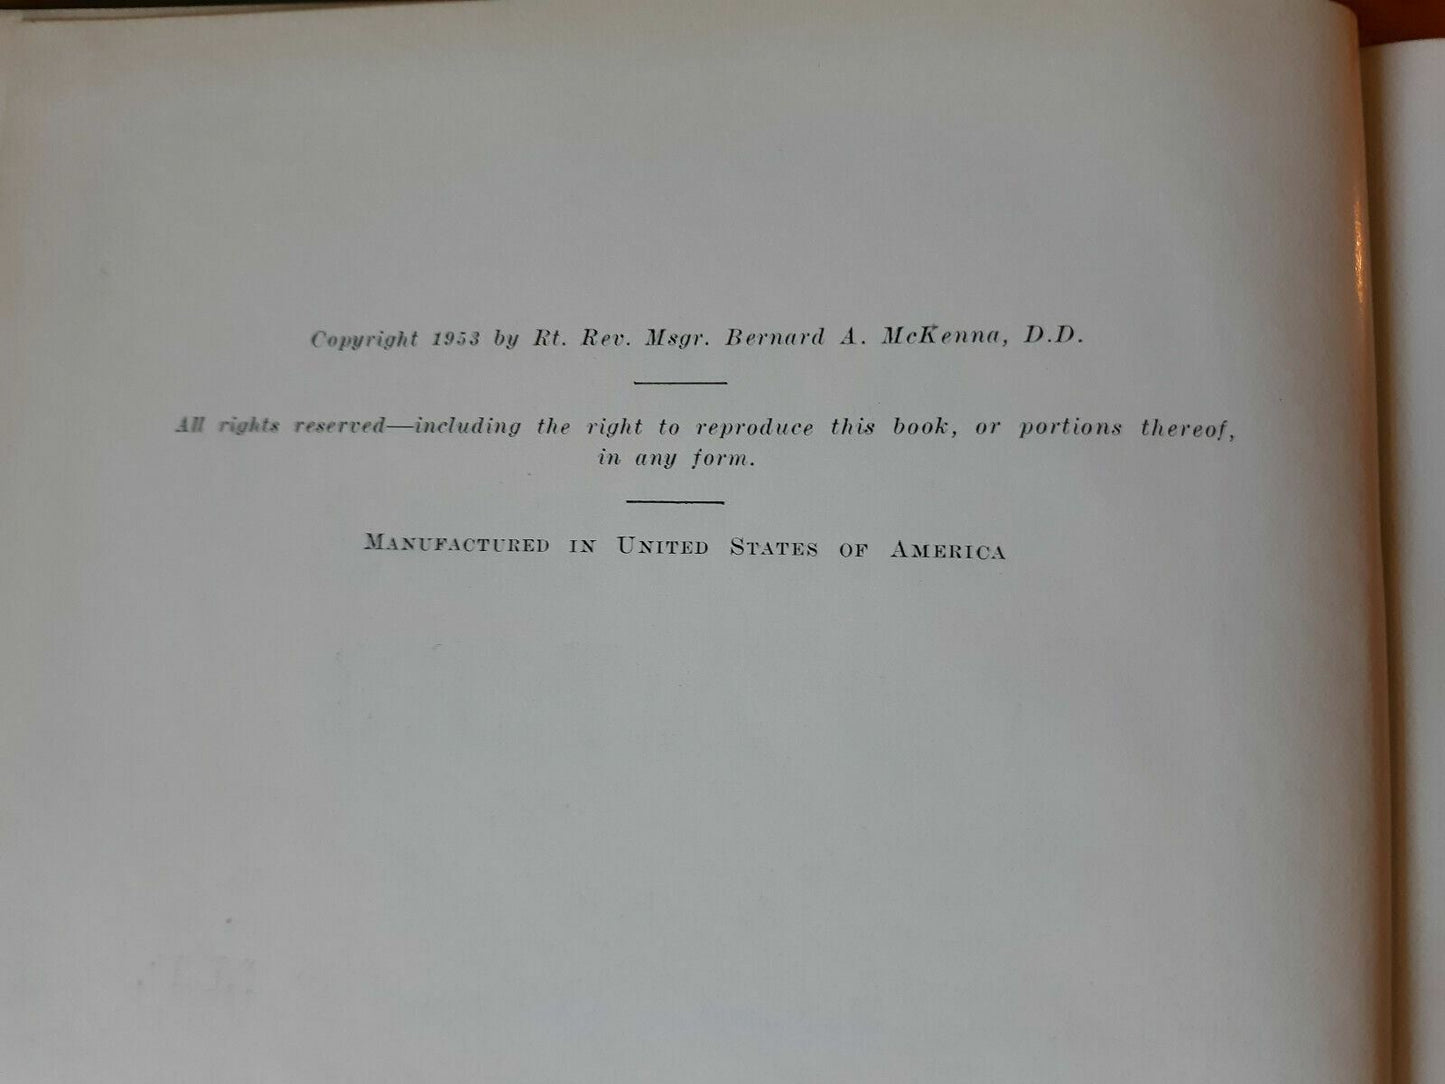 Copyright 1953 by Rt. Rev. Msgr. Bernard A. McKenna, D.D.
All rights reserved—including the right to reproduce this book, or portions thereof,
in any form.
Manufactured in United States of America